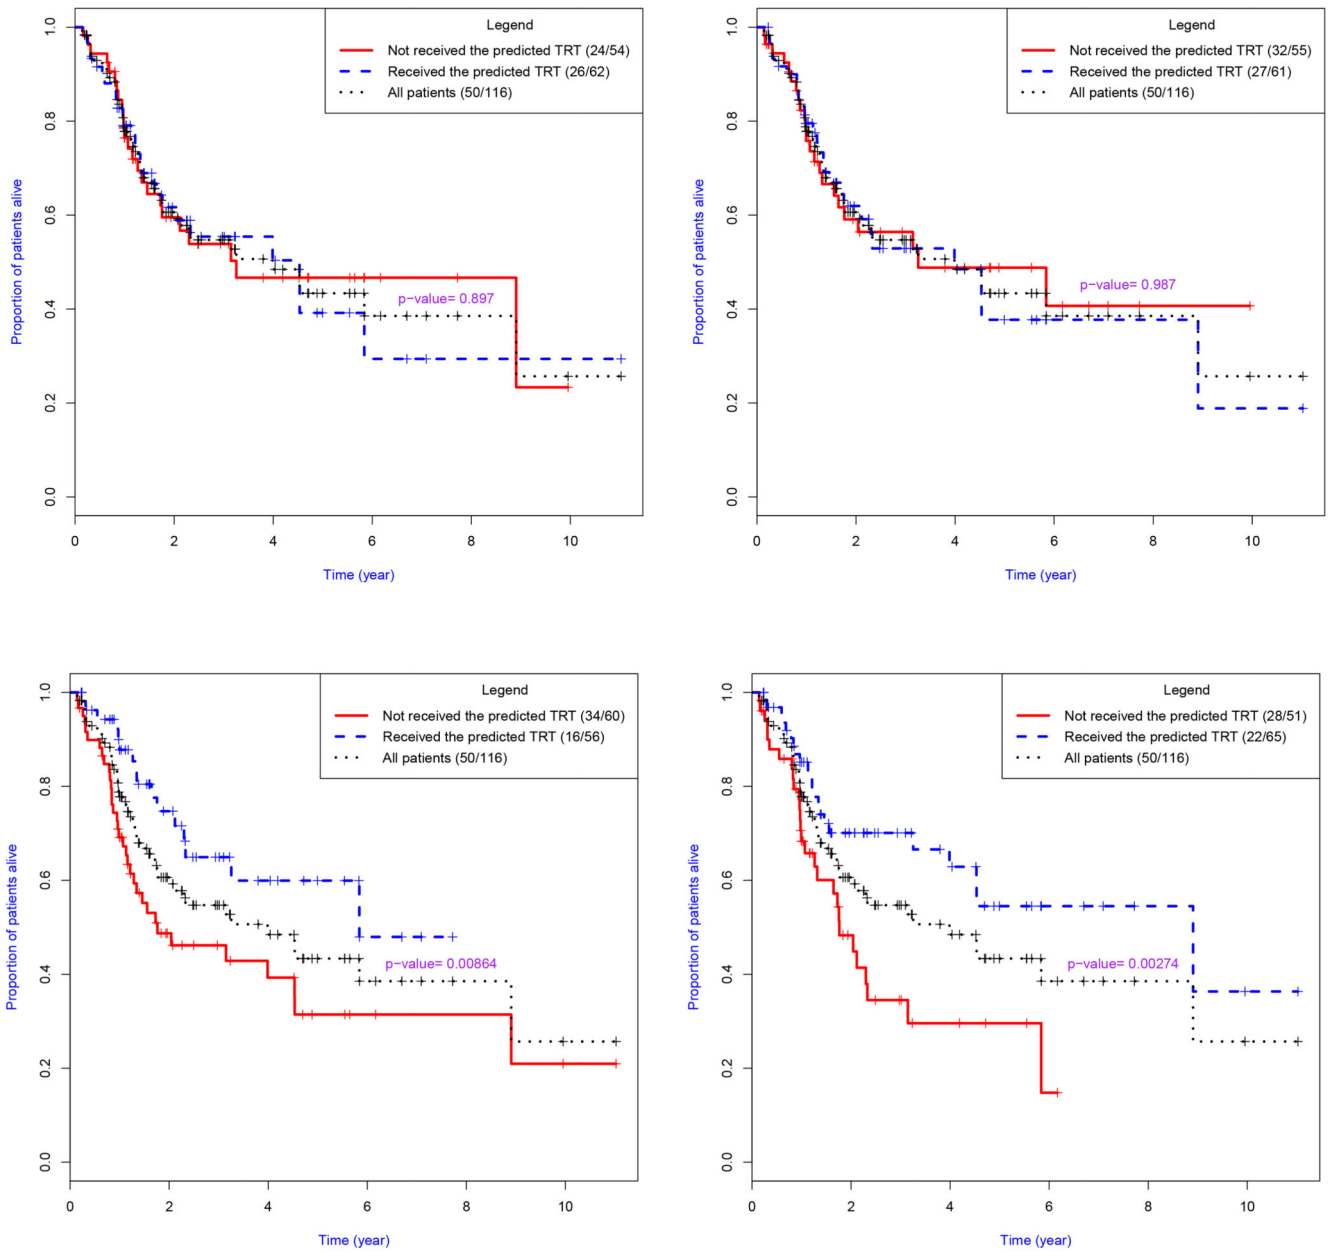 Legend
Not received the predicted TRT (24/54)
Received the predicted TRT (26/62)
All patients (50/116)
1.0
0.8
0.6
0.4
0.2
0.0
Proportion of patients alive
p−value= 0.897
0 2 4 6 8 10
Time (year)
Legend
Not received the predicted TRT (32/55)
Received the predicted TRT (27/61)
All patients (50/116)
1.0
0.8
0.6
0.4
0.2
0.0
Proportion of patients alive
p−value= 0.987
0 2 4 6 8 10
Time (year)
Legend
Not received the predicted TRT (34/60)
Received the predicted TRT (16/56)
All patients (50/116)
1.0
0.8
0.6
0.4
0.2
0.0
Proportion of patients alive
p−value= 0.00864
0 2 4 6 8 10
Time (year)
Legend
Not received the predicted TRT (28/51)
Received the predicted TRT (22/65)
All patients (50/116)
1.0
0.8
0.6
0.4
0.2
0.0
Proportion of patients alive
p−value= 0.00274
0 2 4 6 8 10
Time (year)